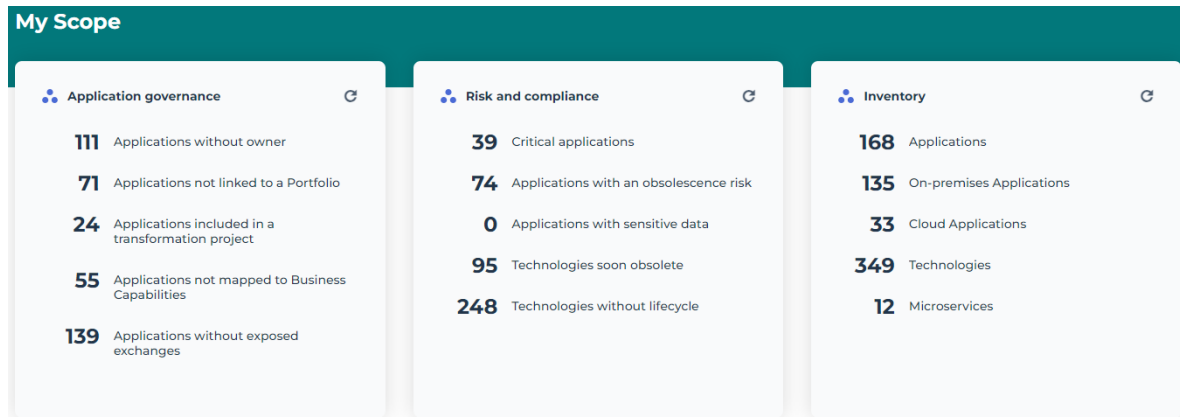 My Scope
Application governance
111 Applications without owner
71 Applications not linked to a Portfolio
24 Applications included in a
transformation project
55 Applications not mapped to Business
Capabilities
139 Applications without exposed
exchanges
Risk and compliance
39 Critical applications
74 Applications with an obsolescence risk
0 Applications with sensitive data
95 Technologies soon obsolete
248 Technologies without lifecycle
Inventory
168 Applications
135 On-premises Applications
33 Cloud Applications
349 Technologies
12 Microservices